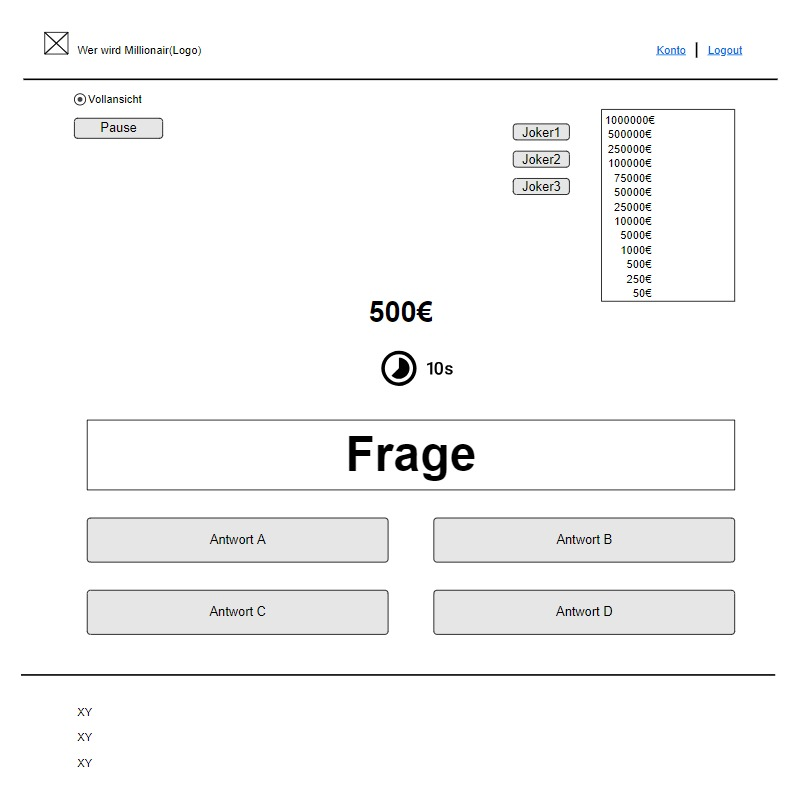 Wer wird Millionair(Logo)
Konto | Logout
Vollansicht
Pause
Joker1
Joker2
Joker3
1000000€
500000€
250000€
100000€
75000€
50000€
25000€
10000€
5000€
1000€
500€
250€
50€
500€
10s
Frage
Antwort A
Antwort B
Antwort C
Antwort D
XY
XY
XY